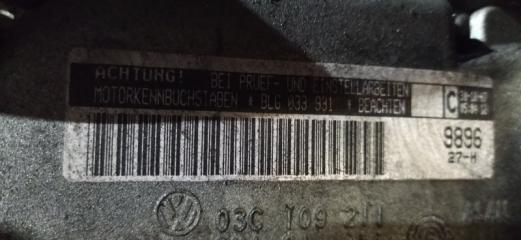 ACHTUNG! BEI PRUEF- UND EINSTELLARBEITEN
MOTORKENNBUCHSTABEN * BLG 033 931 * BEACHTEN
C
9896
27-H
03C 109 211